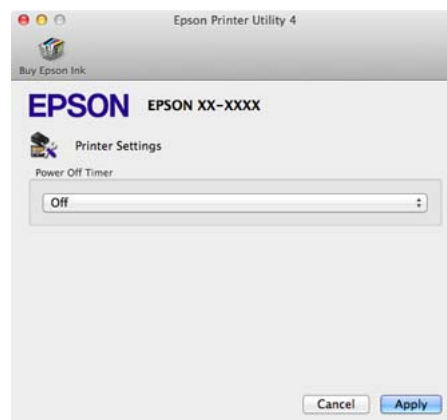 Epson Printer Utility 4
Buy Epson Ink
EPSON EPSON XX-XXXX
Printer Settings
Power Off Timer
Off
Cancel Apply